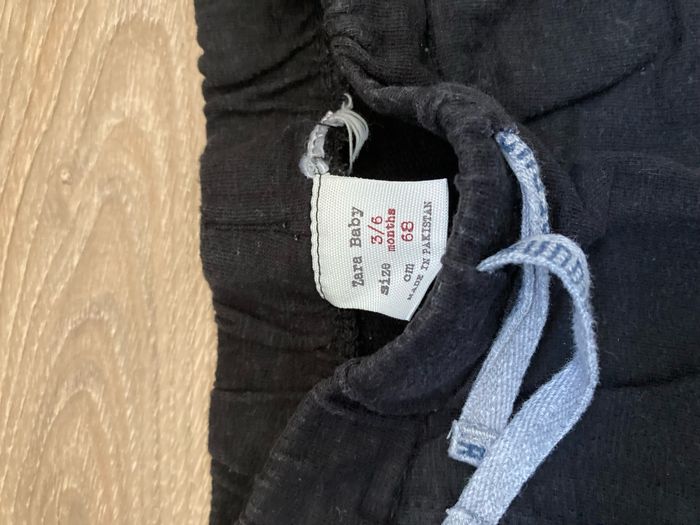 Zara Baby
size 3/6
months
cm 68
MADE IN PAKISTAN